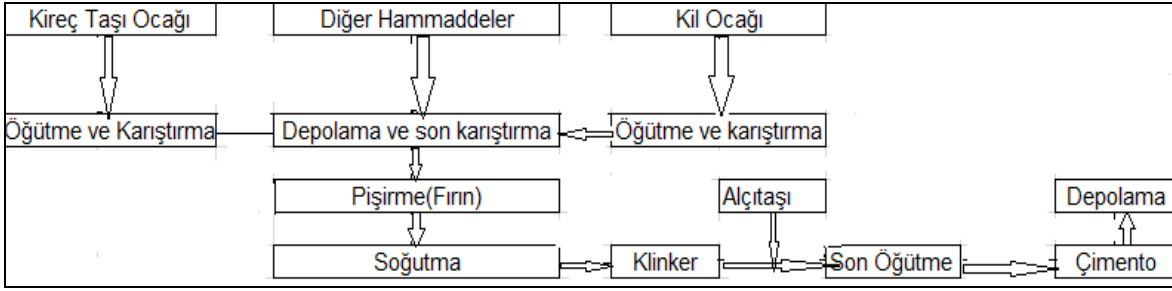 Kireç Taşı Ocağı
Diğer Hammaddeler
Kil Ocağı
Öğütme ve Karıştırma
Depolama ve son karıştırma
Öğütme ve karıştırma
Pişirme(Fırın)
Alçıtaşı
Depolama
Soğutma
Klinker
Son Öğütme
Çimento